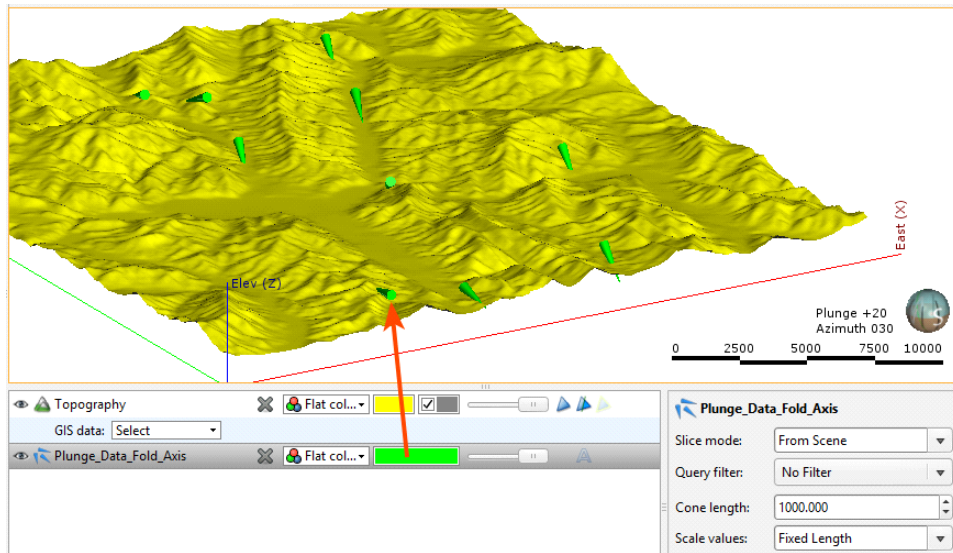 East (X)
Elev (Z)
Plunge +20
Azimuth 030
0 2500 5000 7500 10000
S
Topography Flat col...
GIS data: Select
Plunge_Data_Fold_Axis Flat col...
Plunge_Data_Fold_Axis
Slice mode: From Scene
Query filter: No Filter
Cone length: 1000.000
Scale values: Fixed Length